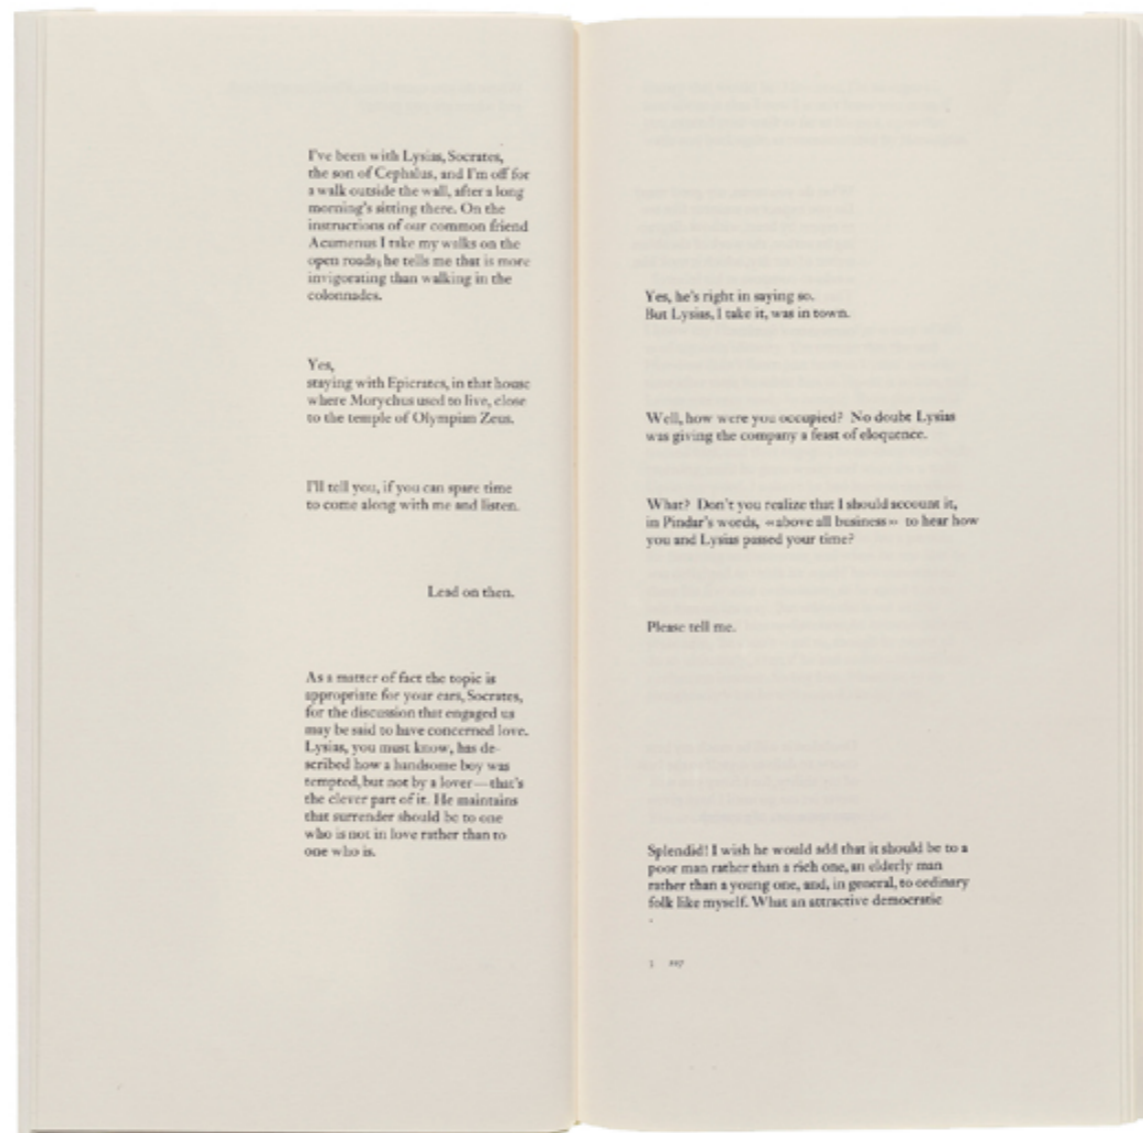 I've been with Lysias, Socrates,
the son of Cephalus, and I'm off for
a walk outside the wall, after a long
morning's sitting there. On the
instructions of our common friend
Acumenus I take my walks on the
open roads; he tells me that is more
invigorating than walking in the
colonnades.
Yes,
staying with Epicrates, in that house
where Morychus used to live, close
to the temple of Olympian Zeus.
I'll tell you, if you can spare time
to come along with me and listen.
Lead on then.
As a matter of fact the topic is
appropriate for your ears, Socrates,
for the discussion that engaged us
may be said to have concerned love.
Lysias, you must know, has de-
scribed how a handsome boy was
tempted, but not by a lover—that's
the clever part of it. He maintains
that surrender should be to one
who is not in love rather than to
one who is.
Yes, he's right in saying so.
But Lysias, I take it, was in town.
Well, how were you occupied? No doubt Lysias
was giving the company a feast of eloquence.
What? Don't you realize that I should account it,
in Pindar's words, «above all business» to hear how
you and Lysias passed your time?
Please tell me.
Splendid! I wish he would add that it should be to a
poor man rather than a rich one, an elderly man
rather than a young one, and, in general, to ordinary
folk like myself. What an attractive democratic
3 227